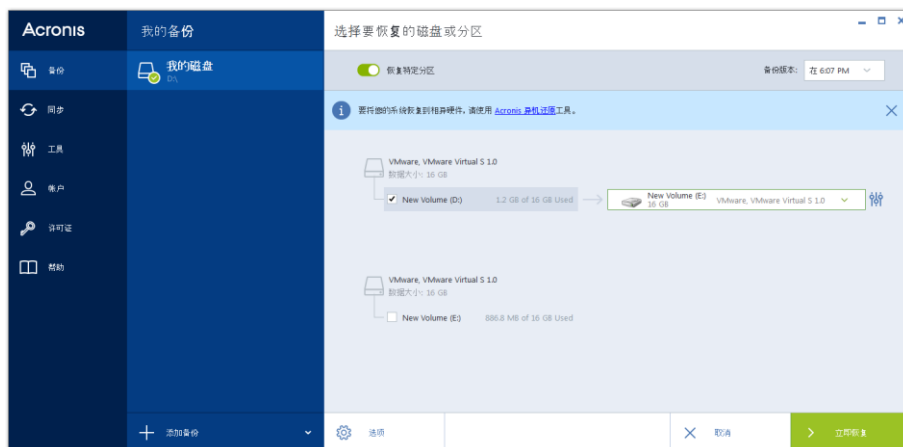 Acronis
我的备份
选择要恢复的磁盘或分区
备份
我的磁盘
D:\
恢复特定分区
备份版本:
在 6:07 PM
同步
要将您的系统恢复到相异硬件，请使用 Acronis 异机还原工具。
工具
帐户
许可证
帮助
VMware, VMware Virtual S 1.0
数据大小: 16 GB
New Volume (D:)
1.2 GB of 16 GB Used
New Volume (E:)
16 GB
VMware, VMware Virtual S 1.0
VMware, VMware Virtual S 1.0
数据大小: 16 GB
New Volume (E:)
886.8 MB of 16 GB Used
添加备份
选项
取消
立即恢复